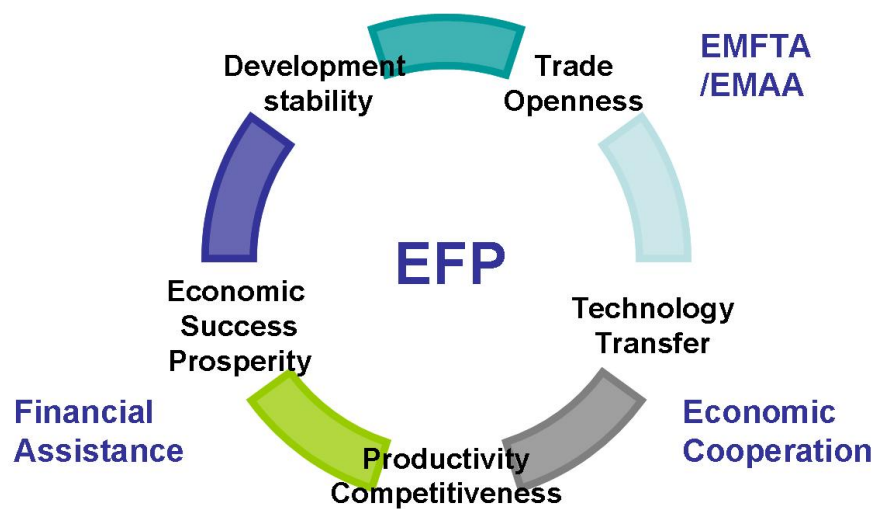 EMFTA
/EMAA
Development
stability
Trade
Openness
EFP
Economic
Success
Prosperity
Technology
Transfer
Financial
Assistance
Economic
Cooperation
Productivity
Competitiveness